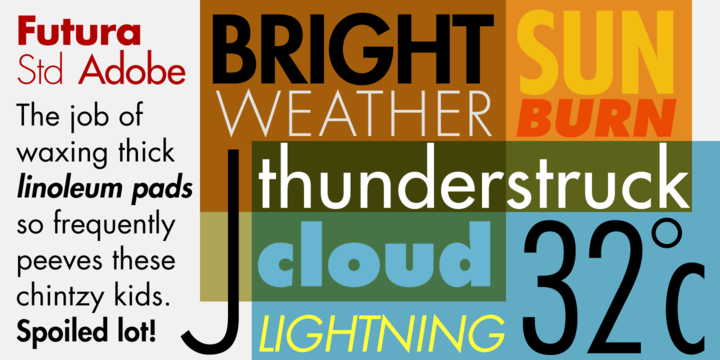 Futura
Std Adobe
The job of
waxing thick
linoleum pads
so frequently
peeves these
chintzy kids.
Spoiled lot!
BRIGHT
WEATHER
SUN
BURN
J
thunderstruck
cloud
LIGHTNING
32°c